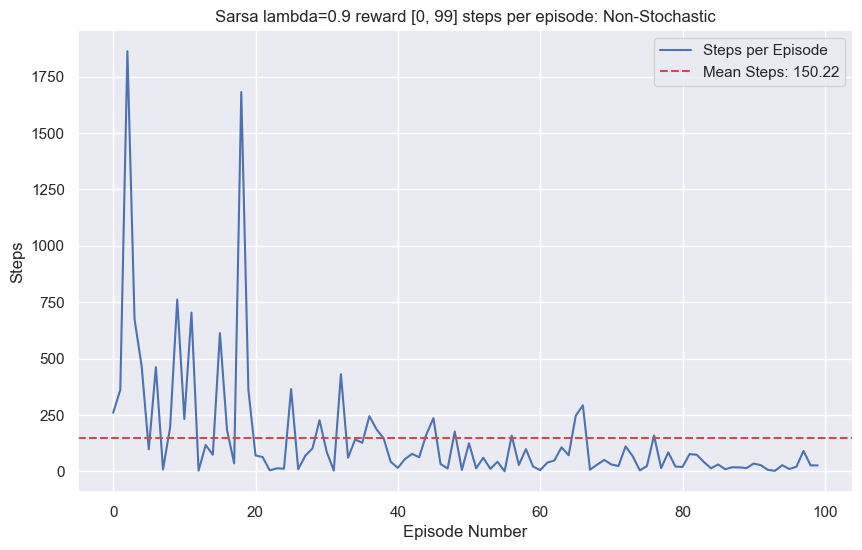 Sarsa lambda=0.9 reward [0, 99] steps per episode: Non-Stochastic
Steps per Episode
Mean Steps: 150.22
Steps
1750
1500
1250
1000
750
500
250
0
0
20
40
60
80
100
Episode Number